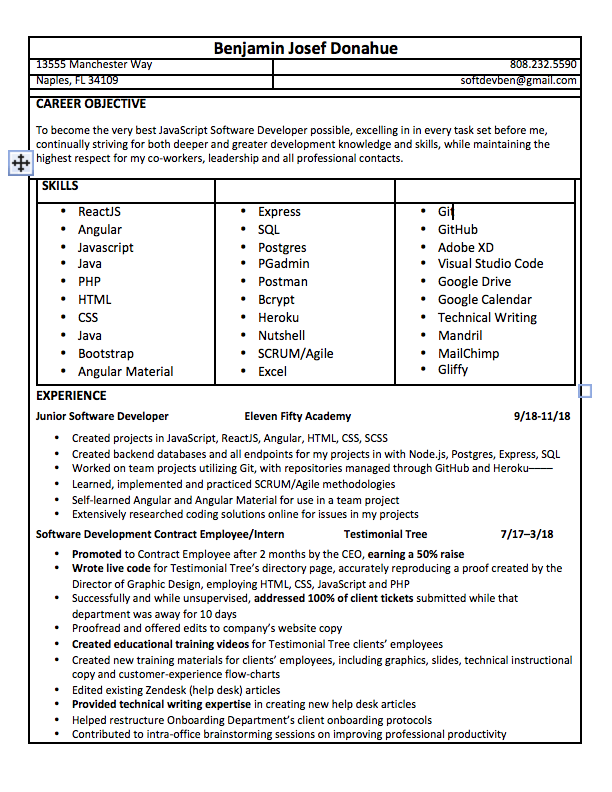 Benjamin Josef Donahue
13555 Manchester Way 808.232.5590
Naples, FL 34109 softdevben@gmail.com
CAREER OBJECTIVE
To become the very best JavaScript Software Developer possible, excelling in in every task set before me,
continually striving for both deeper and greater development knowledge and skills, while maintaining the
highest respect for my co-workers, leadership and all professional contacts.
SKILLS
• ReactJS • Express • Git
• Angular • SQL • GitHub
• Javascript • Postgres • Adobe XD
• Java • PGadmin • Visual Studio Code
• PHP • Postman • Google Drive
• HTML • Bcrypt • Google Calendar
• CSS • Heroku • Technical Writing
• Java • Nutshell • Mandril
• Bootstrap • SCRUM/Agile • MailChimp
• Angular Material • Excel • Gliffy
EXPERIENCE
Junior Software Developer Eleven Fifty Academy 9/18-11/18
• Created projects in JavaScript, ReactJS, Angular, HTML, CSS, SCSS
• Created backend databases and all endpoints for my projects in with Node.js, Postgres, Express, SQL
• Worked on team projects utilizing Git, with repositories managed through GitHub and Heroku——
• Learned, implemented and practiced SCRUM/Agile methodologies
• Self-learned Angular and Angular Material for use in a team project
• Extensively researched coding solutions online for issues in my projects
Software Development Contract Employee/Intern Testimonial Tree 7/17–3/18
• Promoted to Contract Employee after 2 months by the CEO, earning a 50% raise
• Wrote live code for Testimonial Tree's directory page, accurately reproducing a proof created by the
Director of Graphic Design, employing HTML, CSS, JavaScript and PHP
• Successfully and while unsupervised, addressed 100% of client tickets submitted while that
department was away for 10 days
• Proofread and offered edits to company's website copy
• Created educational training videos for Testimonial Tree clients' employees
• Created new training materials for clients' employees, including graphics, slides, technical instructional
copy and customer-experience flow-charts
• Edited existing Zendesk (help desk) articles
• Provided technical writing expertise in creating new help desk articles
• Helped restructure Onboarding Department's client onboarding protocols
• Contributed to intra-office brainstorming sessions on improving professional productivity